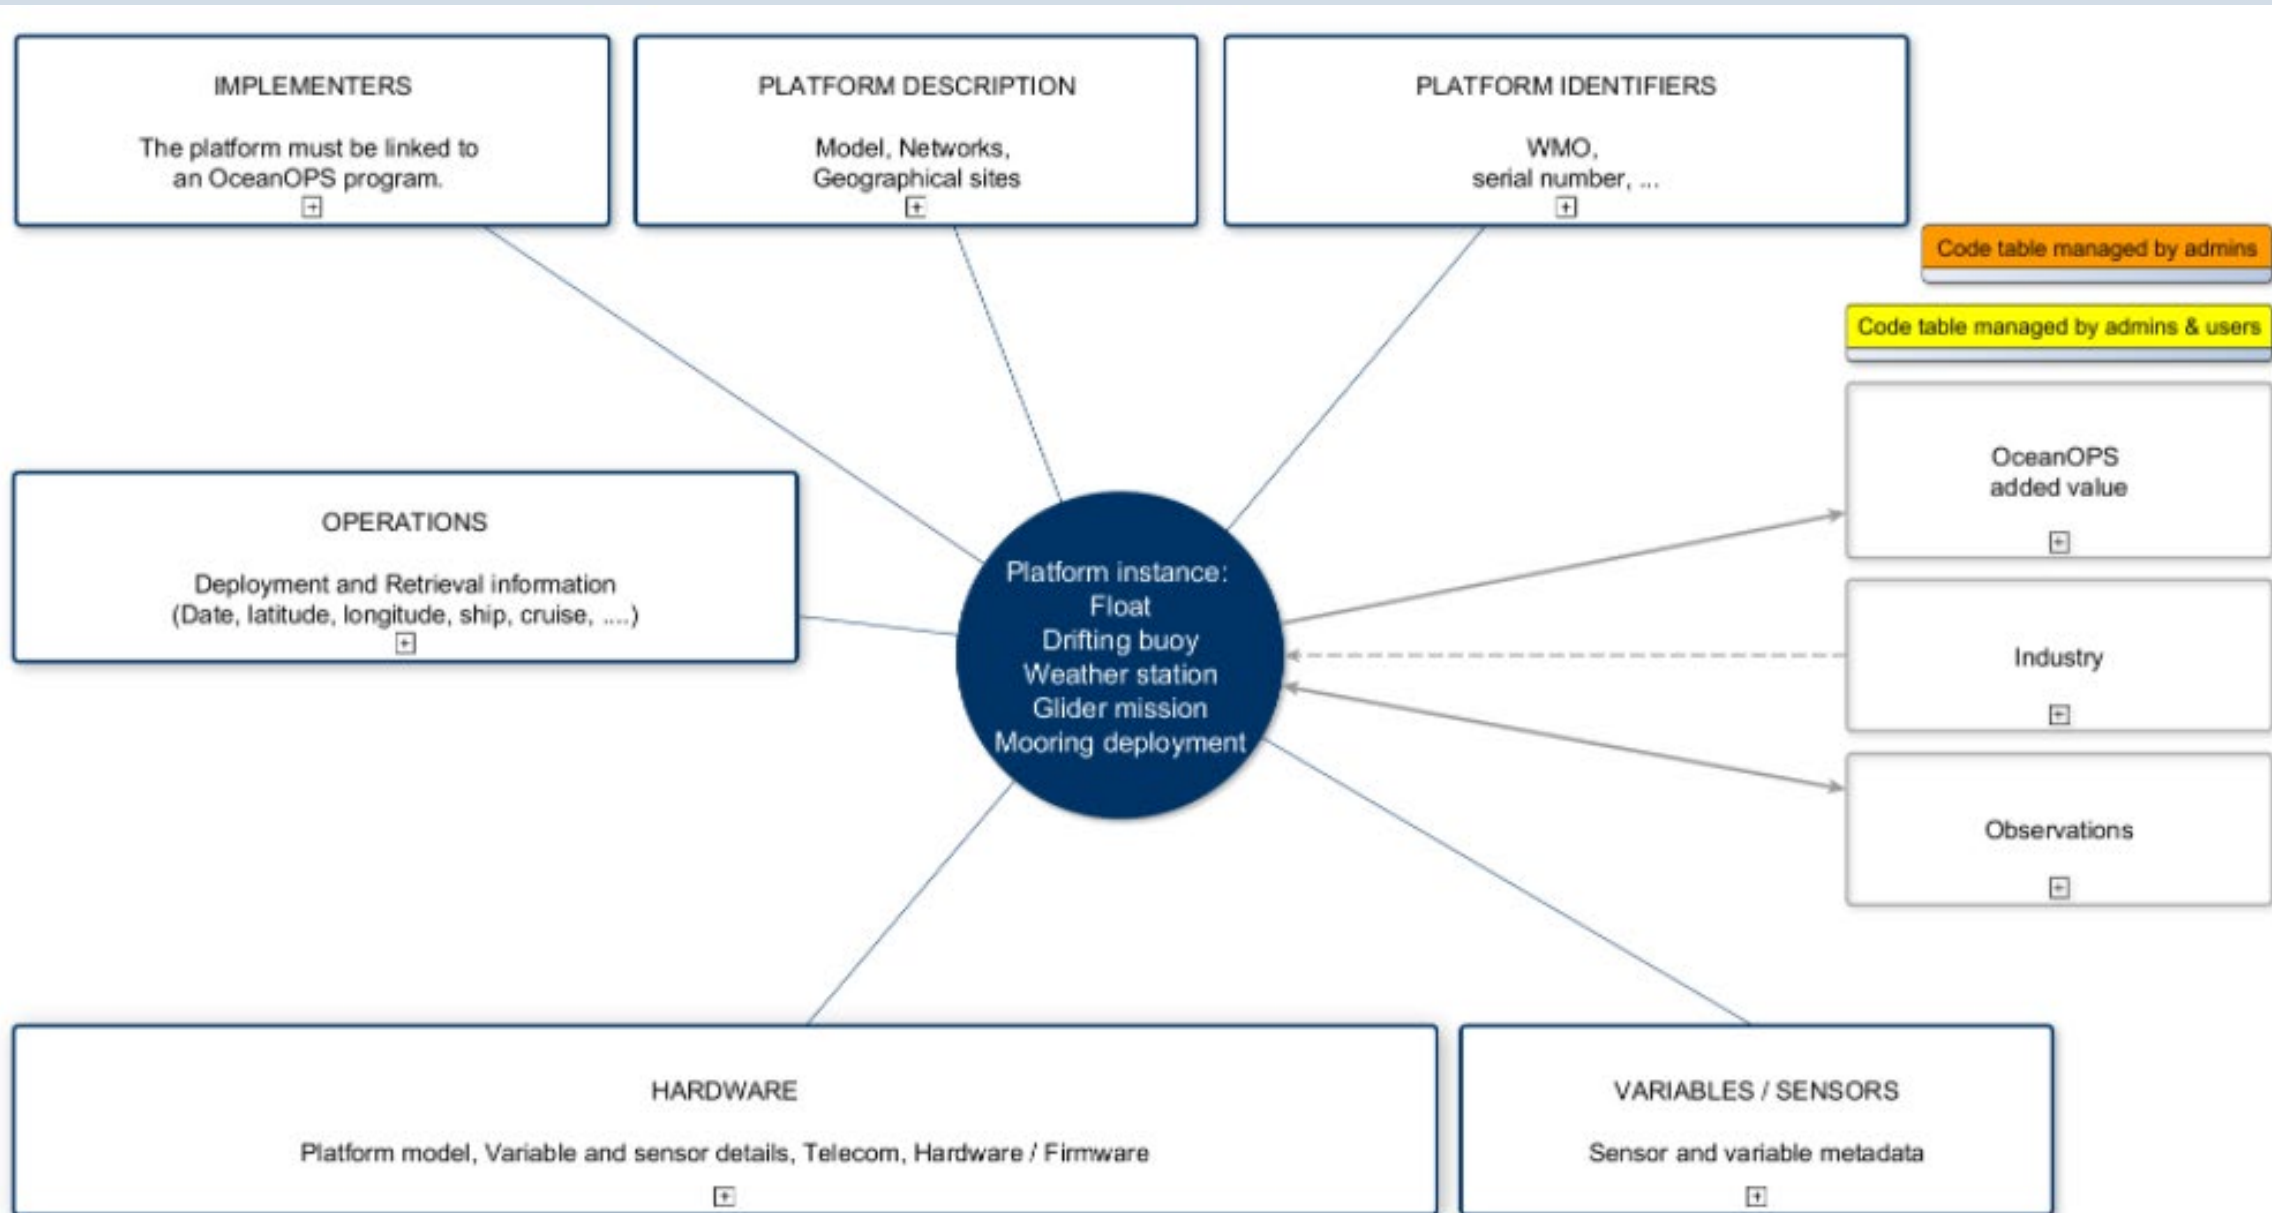 IMPLEMENTERS
The platform must be linked to
an OceanOPS program.
PLATFORM DESCRIPTION
Model, Networks,
Geographical sites
PLATFORM IDENTIFIERS
WMO,
serial number, ...
Code table managed by admins
Code table managed by admins & users
OPERATIONS
Deployment and Retrieval information
(Date, latitude, longitude, ship, cruise, ....)
Platform instance:
Float
Drifting buoy
Weather station
Glider mission
Mooring deployment
OceanOPS
added value
Industry
Observations
HARDWARE
Platform model, Variable and sensor details, Telecom, Hardware / Firmware
VARIABLES / SENSORS
Sensor and variable metadata